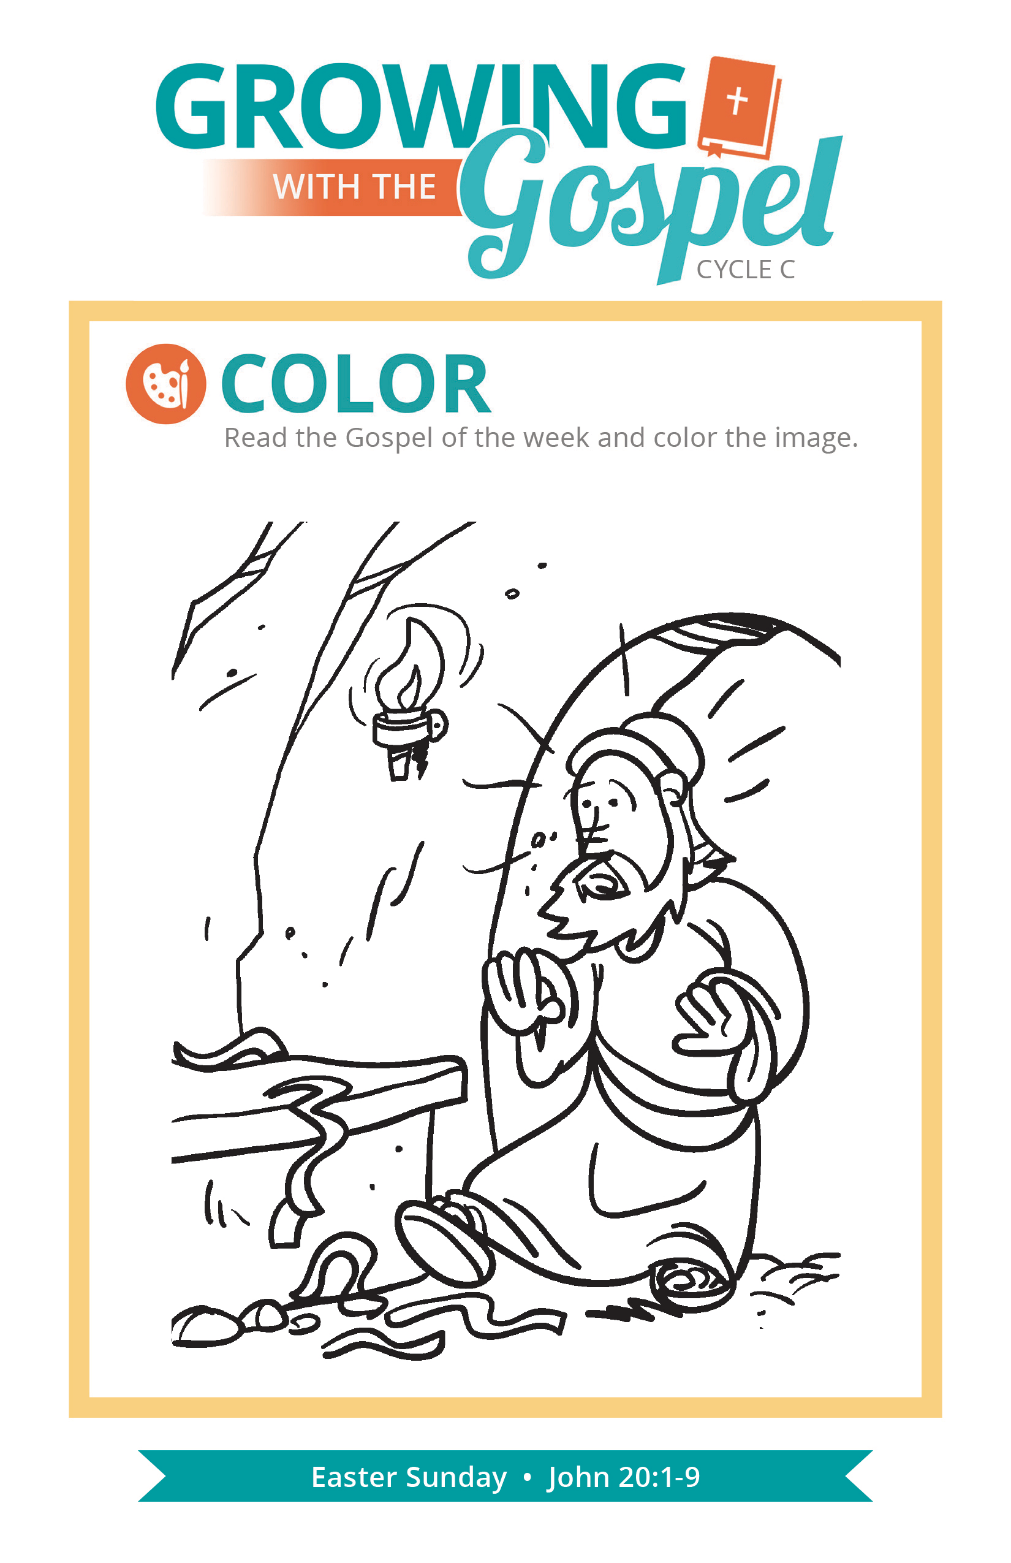 GROWING
WITH THE Gospel
CYCLE C
COLOR
Read the Gospel of the week and color the image.
Easter Sunday • John 20:1-9